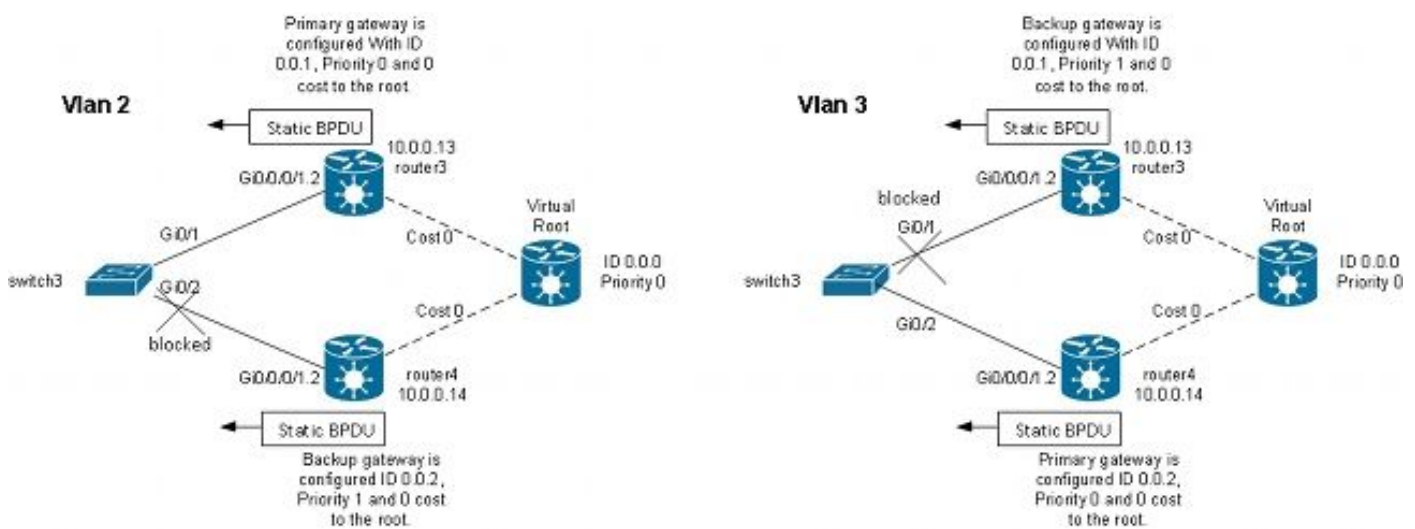 Primary gateway is
configured With ID
0.0.1, Priority 0 and 0
cost to the root.
Vlan 2
Static BPDU
10.0.0.13
router3
Gi0/0/0/1.2
Virtual
Root
Gi0/1
Cost 0
ID 0.0.0
Priority 0
switch3
Gi0/2
Cost 0
blocked
Gi0/0/0/1.2
router4
10.0.0.14
Static BPDU
Backup gateway is
configured ID 0.0.2,
Priority 1 and 0 cost
to the root.
Backup gateway is
configured With ID
0.0.1, Priority 1 and 0
cost to the root.
Vlan 3
Static BPDU
10.0.0.13
router3
Gi0/0/0/1.2
blocked
Virtual
Root
Gi0/1
Cost 0
ID 0.0.0
Priority 0
switch3
Cost 0
Gi0/2
Gi0/0/0/1.2
router4
10.0.0.14
Static BPDU
Primary gateway is
configured ID 0.0.2,
Priority 0 and 0 cost
to the root.